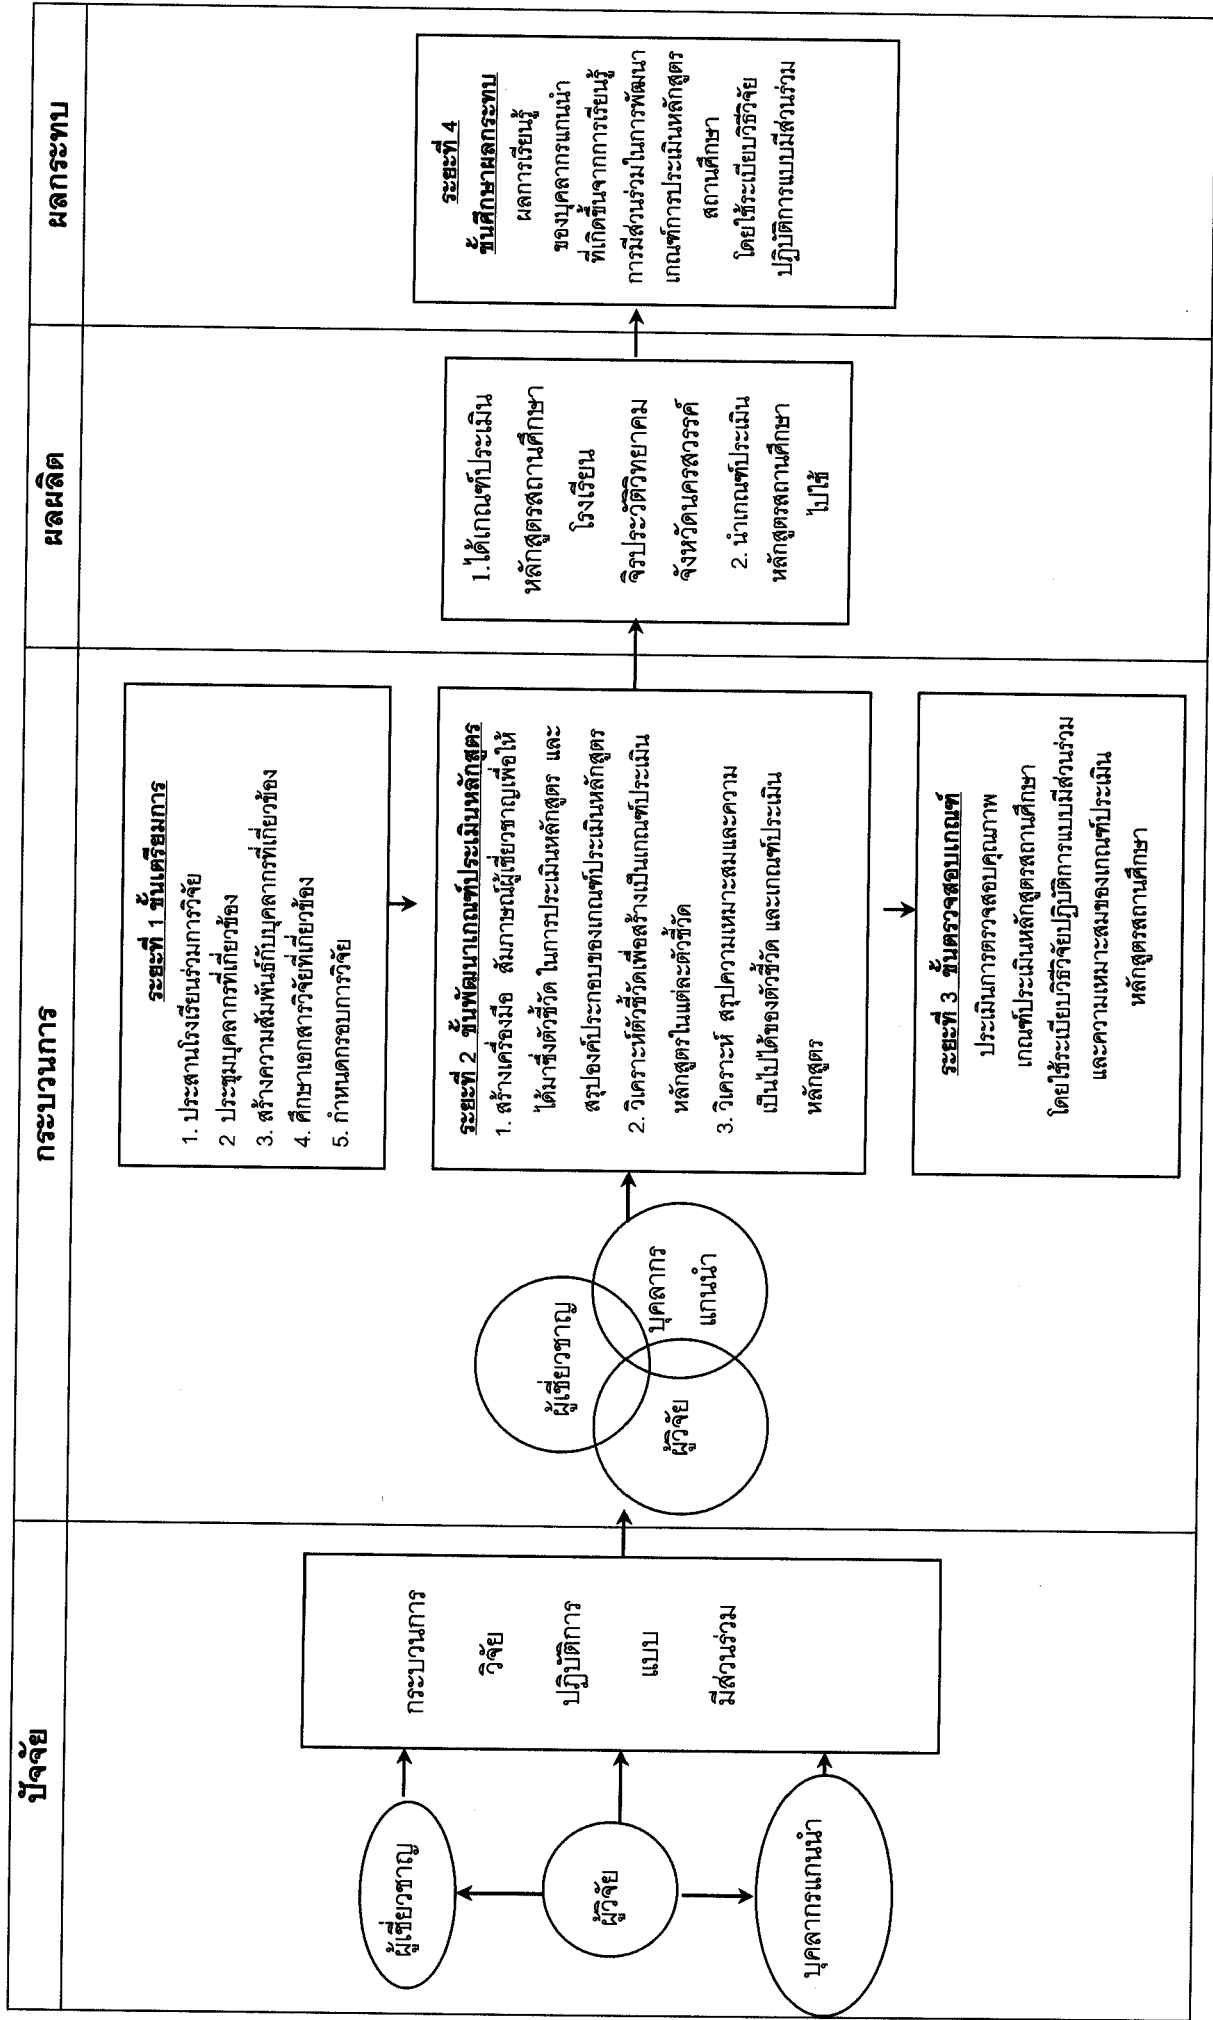 ปัจจัย
กระบวนการ
ผลผลิต
ผลกระทบ
ผู้เชี่ยวชาญ
ผู้วิจัย
บุคลากรแกนนำ
กระบวนการ
วิจัย
ปฏิบัติการ
แบบ
มีส่วนร่วม
ผู้เชี่ยวชาญ
ผู้วิจัย
บุคลากร
แกนนำ
ระยะที่ 1 ขั้นเตรียมการ
1. ประสานโรงเรียนร่วมการวิจัย
2 ประชุมบุคลากรที่เกี่ยวข้อง
3. สร้างความสัมพันธ์กับบุคลากรที่เกี่ยวข้อง
4. ศึกษาเอกสารวิจัยที่เกี่ยวข้อง
5. กำหนดกรอบการวิจัย
ระยะที่ 2 ขั้นพัฒนาเกณฑ์ประเมินหลักสูตร
1. สร้างเครื่องมือ สัมภาษณ์ผู้เชี่ยวชาญเพื่อให้
ได้มาซึ่งตัวชี้วัด ในการประเมินหลักสูตร และ
สรุปองค์ประกอบของเกณฑ์ประเมินหลักสูตร
2. วิเคราะห์ตัวชี้วัดเพื่อสร้างเป็นเกณฑ์ประเมิน
หลักสูตรในแต่ละตัวชี้วัด
3. วิเคราะห์ สรุปความเหมาะสมและความ
เป็นไปได้ของตัวชี้วัด และเกณฑ์ประเมิน
หลักสูตร
ระยะที่ 3 ขั้นตรวจสอบเกณฑ์
ประเมินการตรวจสอบคุณภาพ
เกณฑ์ประเมินหลักสูตรสถานศึกษา
โดยใช้ระเบียบวิธีวิจัยปฏิบัติการแบบมีส่วนร่วม
และความเหมาะสมของเกณฑ์ประเมิน
หลักสูตรสถานศึกษา
1.ได้เกณฑ์ประเมิน
หลักสูตรสถานศึกษา
โรงเรียน
จิรประวัติวิทยาคม
จังหวัดนครสวรรค์
2. นำเกณฑ์ประเมิน
หลักสูตรสถานศึกษา
ไปใช้
ระยะที่ 4
ขั้นศึกษาผลกระทบ
ผลการเรียนรู้
ของบุคลากรแกนนำ
ที่เกิดขึ้นจากการเรียนรู้
การมีส่วนร่วมในการพัฒนา
เกณฑ์การประเมินหลักสูตร
สถานศึกษา
โดยใช้ระเบียบวิธีวิจัย
ปฏิบัติการแบบมีส่วนร่วม